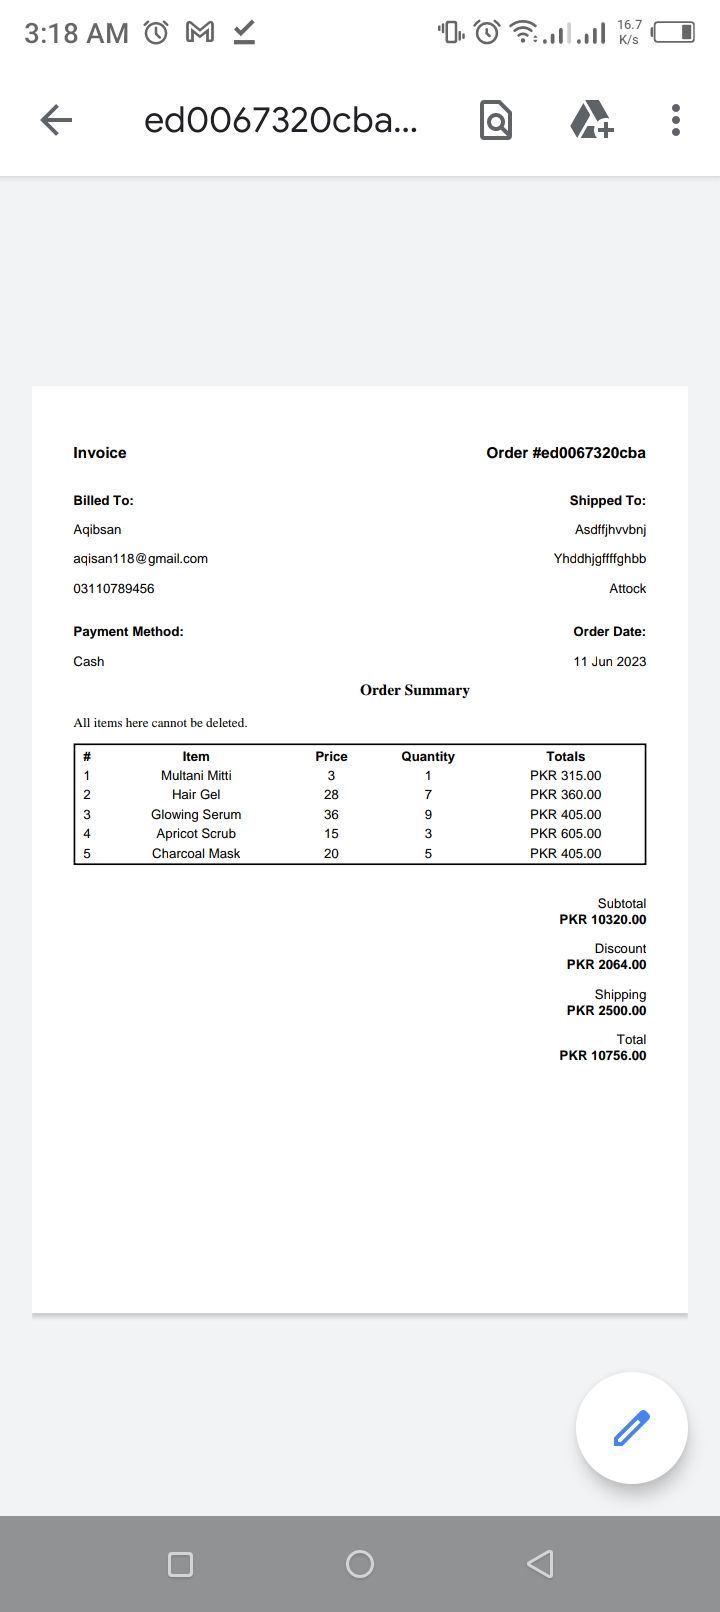 3:18 AM
16.7
K/s
ed0067320cba...
Invoice Order #ed0067320cba
Billed To: Shipped To:
Aqibsan Asdffjhvvbnj
aqisan118@gmail.com Yhddhjgffffghbb
03110789456 Attock
Payment Method: Order Date:
Cash 11 Jun 2023
Order Summary
All items here cannot be deleted.
# Item Price Quantity Totals
1 Multani Mitti 3 1 PKR 315.00
2 Hair Gel 28 7 PKR 360.00
3 Glowing Serum 36 9 PKR 405.00
4 Apricot Scrub 15 3 PKR 605.00
5 Charcoal Mask 20 5 PKR 405.00
Subtotal
PKR 10320.00
Discount
PKR 2064.00
Shipping
PKR 2500.00
Total
PKR 10756.00